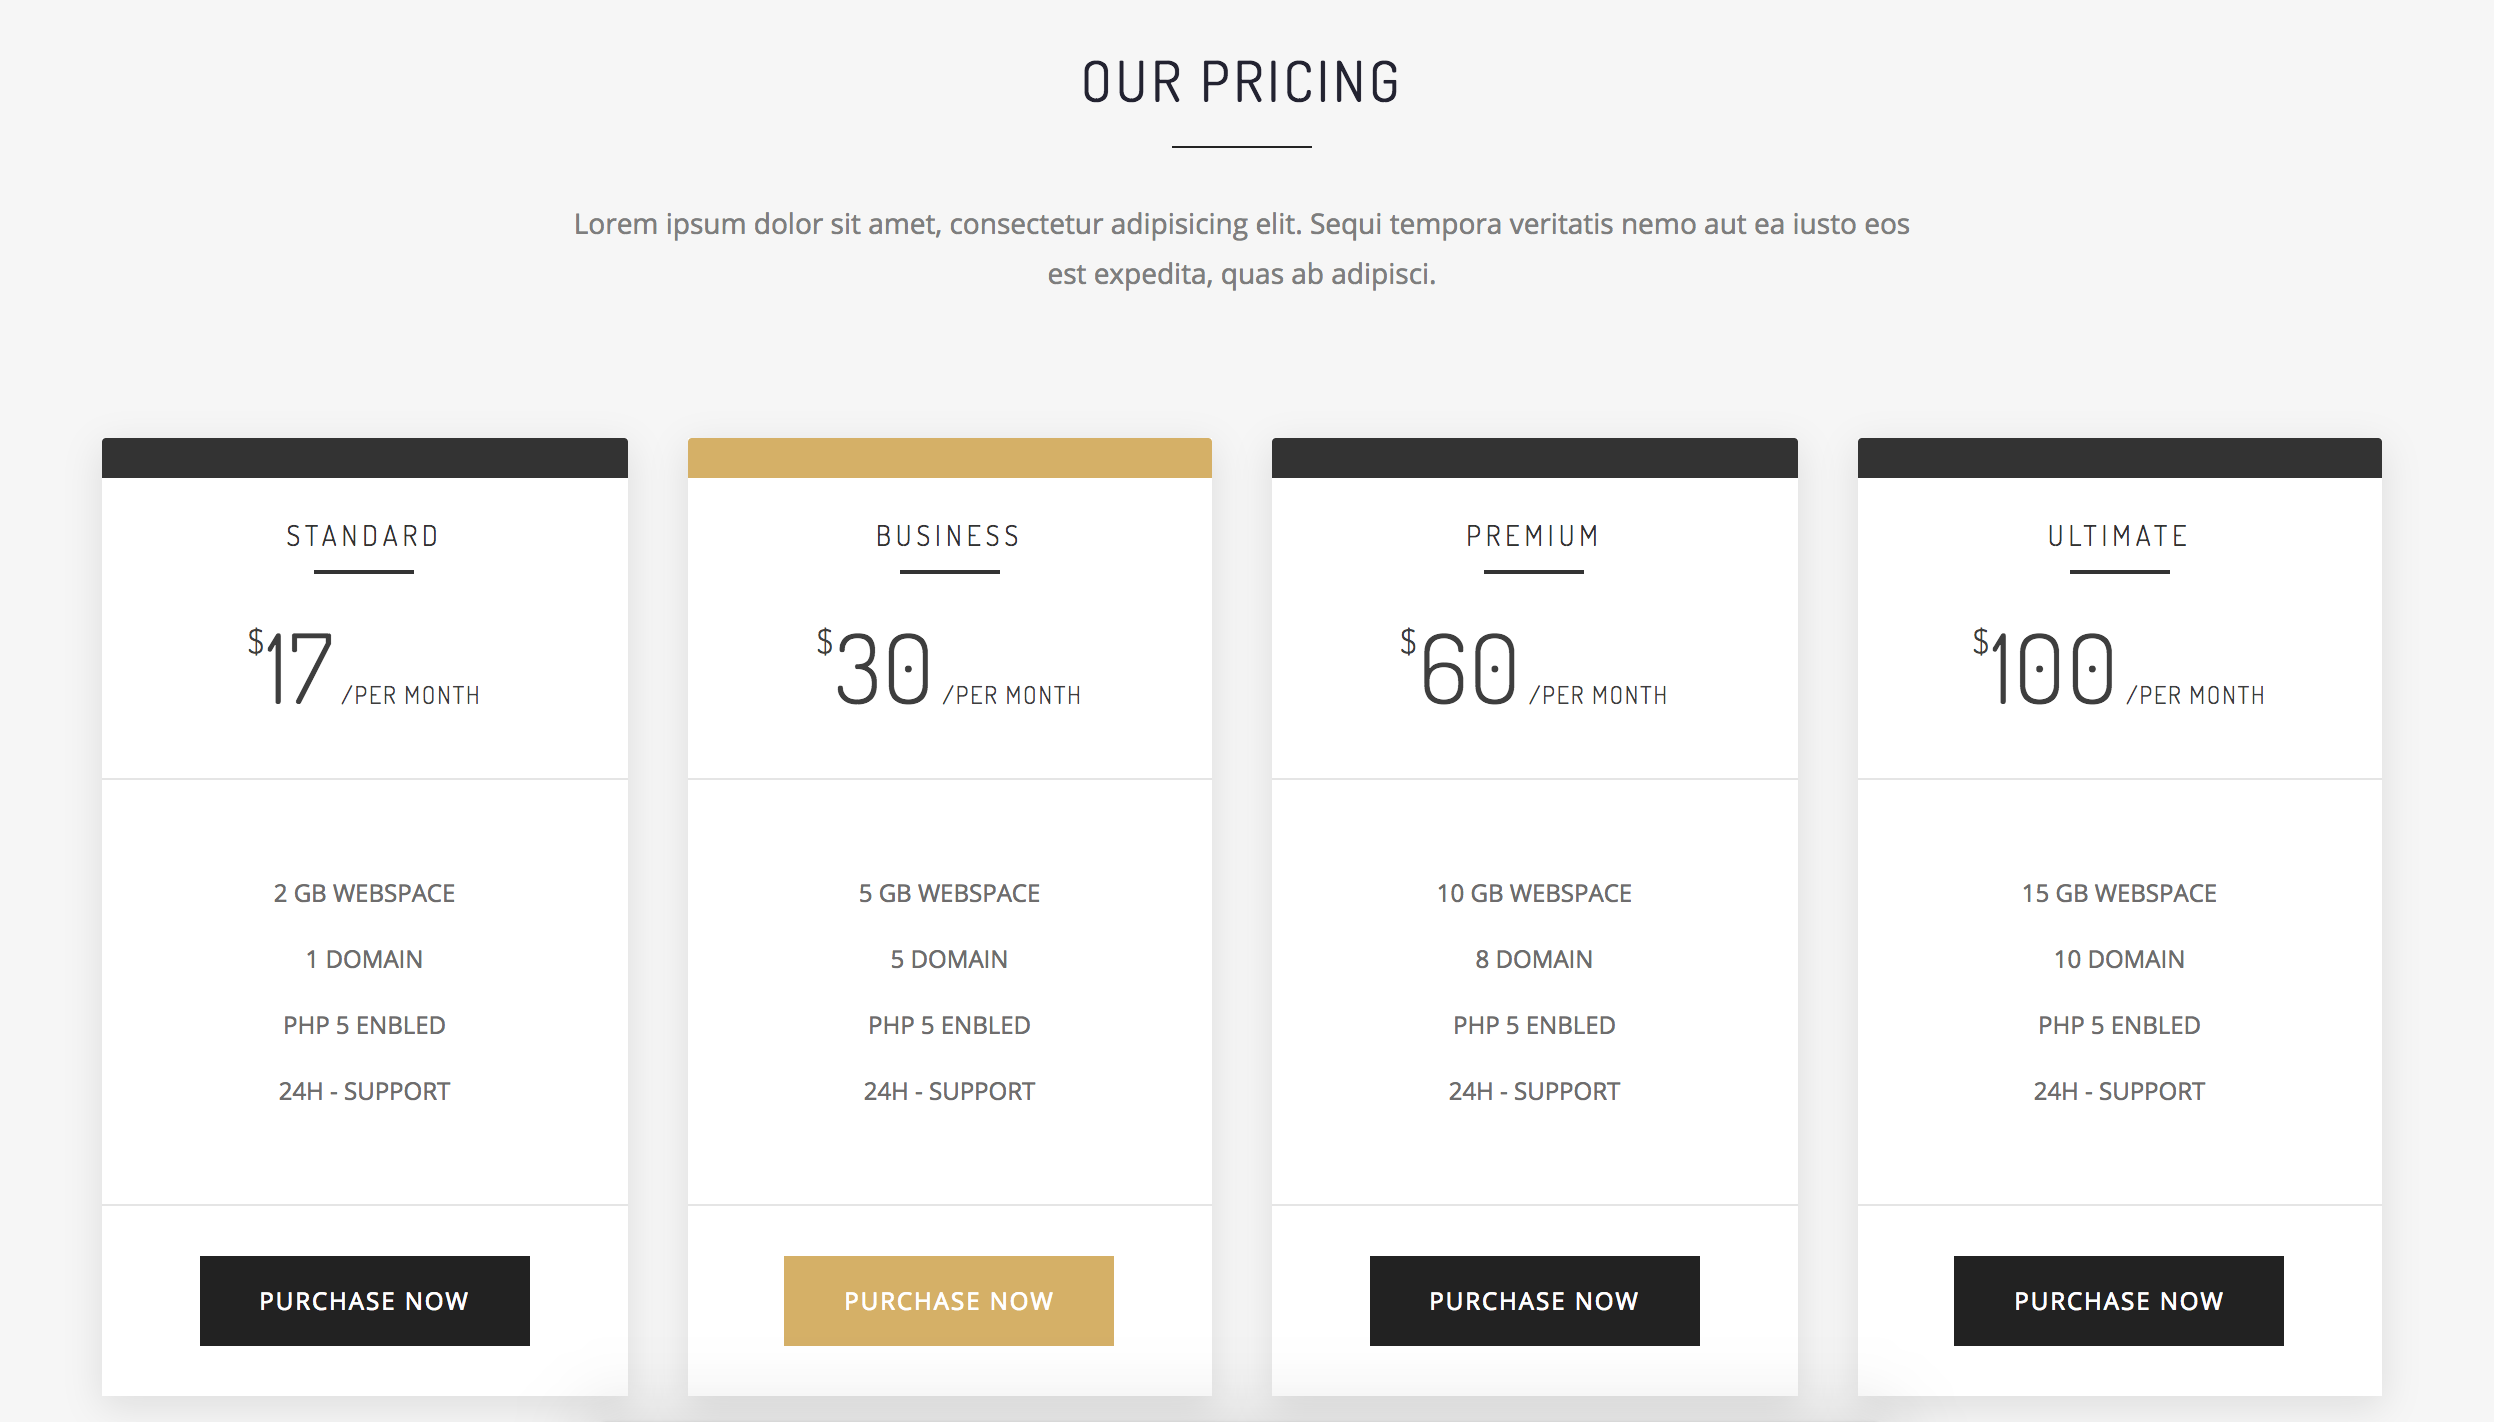 OUR PRICING
Lorem ipsum dolor sit amet, consectetur adipisicing elit. Sequi tempora veritatis nemo aut ea iusto eos
est expedita, quas ab adipisci.
STANDARD
$17 /PER MONTH
2 GB WEBSPACE
1 DOMAIN
PHP 5 ENBLED
24H - SUPPORT
PURCHASE NOW
BUSINESS
$30 /PER MONTH
5 GB WEBSPACE
5 DOMAIN
PHP 5 ENBLED
24H - SUPPORT
PURCHASE NOW
PREMIUM
$60 /PER MONTH
10 GB WEBSPACE
8 DOMAIN
PHP 5 ENBLED
24H - SUPPORT
PURCHASE NOW
ULTIMATE
$100 /PER MONTH
15 GB WEBSPACE
10 DOMAIN
PHP 5 ENBLED
24H - SUPPORT
PURCHASE NOW